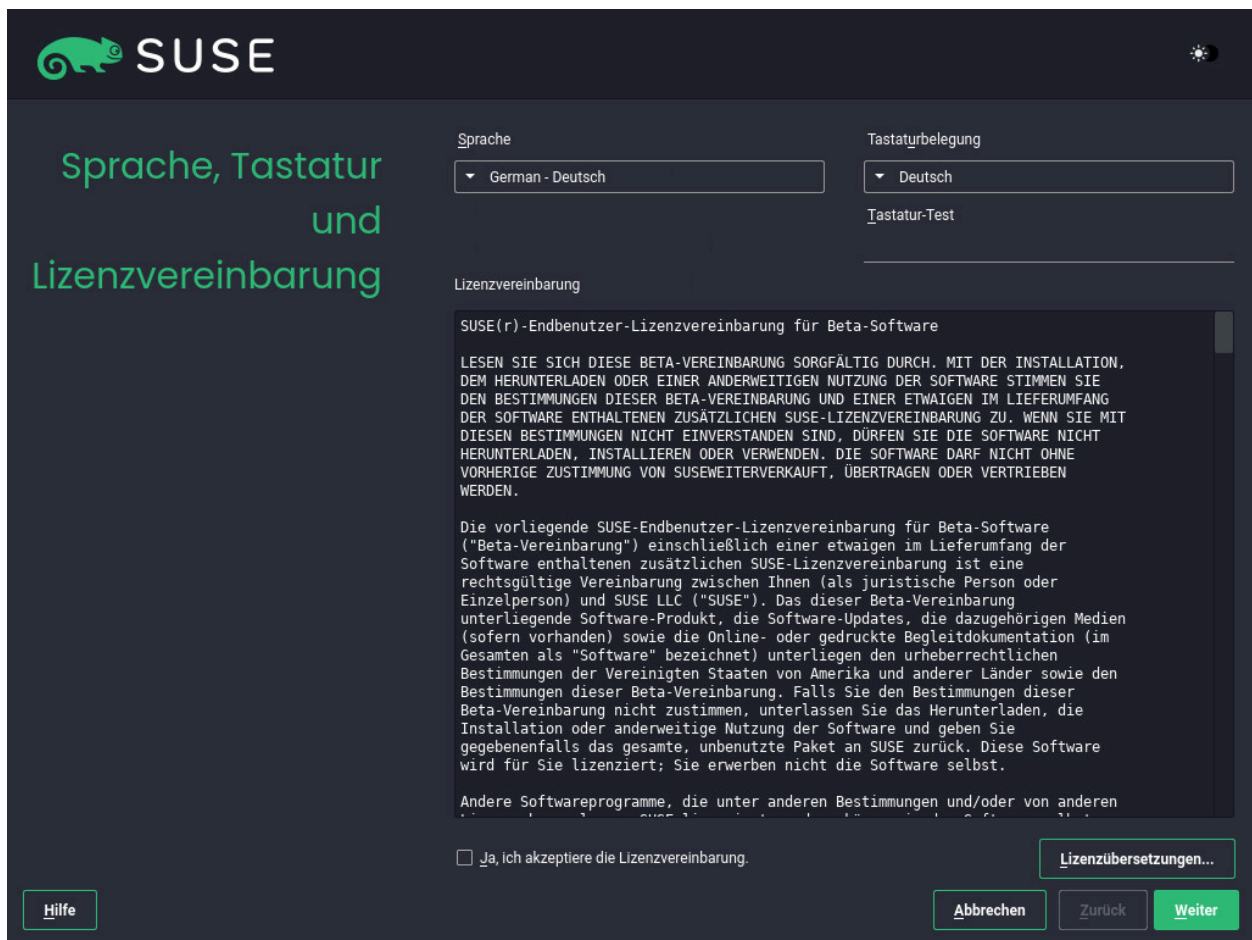 SUSE
Sprache, Tastatur
und
Lizenzvereinbarung
Sprache
German - Deutsch
Tastaturbelegung
Deutsch
Tastatur-Test
Lizenzvereinbarung
SUSE(r)-Endbenutzer-Lizenzvereinbarung für Beta-Software
LESEN SIE SICH DIESE BETA-VEREINBARUNG SORGFÄLTIG DURCH. MIT DER INSTALLATION,
DEM HERUNTERLADEN ODER EINER ANDERWEITIGEN NUTZUNG DER SOFTWARE STIMMEN SIE
DEN BESTIMMUNGEN DIESER BETA-VEREINBARUNG UND EINER ETWAIGEN IM LIEFERUMFANG
DER SOFTWARE ENTHALTENEN ZUSÄTZLICHEN SUSE-LIZENZVEREINBARUNG ZU. WENN SIE MIT
DIESEN BESTIMMUNGEN NICHT EINVERSTANDEN SIND, DÜRFEN SIE DIE SOFTWARE NICHT
HERUNTERLADEN, INSTALLIEREN ODER VERWENDEN. DIE SOFTWARE DARF NICHT OHNE
VORHERIGE ZUSTIMMUNG VON SUSEWEITERVERKAUFT, ÜBERTRAGEN ODER VERTRIEBEN
WERDEN.
Die vorliegende SUSE-Endbenutzer-Lizenzvereinbarung für Beta-Software
("Beta-Vereinbarung") einschließlich einer etwaigen im Lieferumfang der
Software enthaltenen zusätzlichen SUSE-Lizenzvereinbarung ist eine
rechtsgültige Vereinbarung zwischen Ihnen (als juristische Person oder
Einzelperson) und SUSE LLC ("SUSE"). Das dieser Beta-Vereinbarung
unterliegende Software-Produkt, die Software-Updates, die dazugehörigen Medien
(sofern vorhanden) sowie die Online- oder gedruckte Begleitdokumentation (im
Gesamten als "Software" bezeichnet) unterliegen den urheberrechtlichen
Bestimmungen der Vereinigten Staaten von Amerika und anderer Länder sowie den
Bestimmungen dieser Beta-Vereinbarung. Falls Sie den Bestimmungen dieser
Beta-Vereinbarung nicht zustimmen, unterlassen Sie das Herunterladen, die
Installation oder anderweitige Nutzung der Software und geben Sie
gegebenenfalls das gesamte, unbenutzte Paket an SUSE zurück. Diese Software
wird für Sie lizenziert; Sie erwerben nicht die Software selbst.
Andere Softwareprogramme, die unter anderen Bestimmungen und/oder von anderen
Ja, ich akzeptiere die Lizenzvereinbarung.
Lizenzübersetzungen...
Hilfe
Abbrechen
Zurück
Weiter